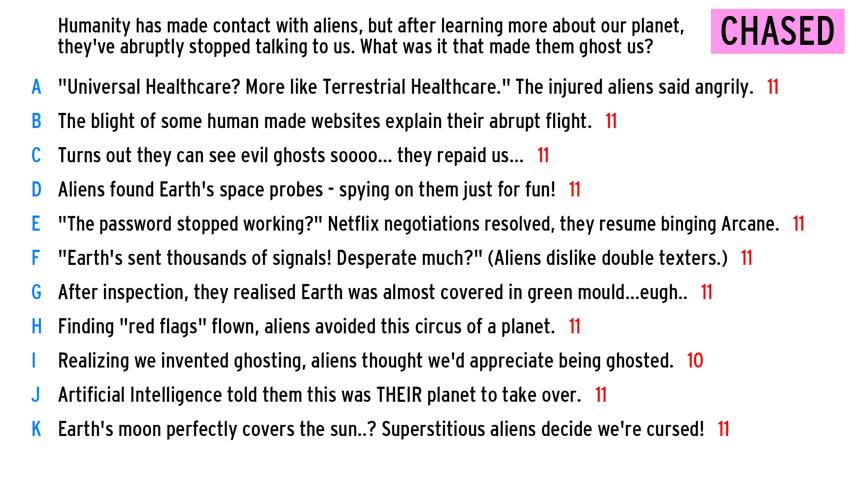 Humanity has made contact with aliens, but after learning more about our planet,
they've abruptly stopped talking to us. What was it that made them ghost us?
CHASED
A "Universal Healthcare? More like Terrestrial Healthcare." The injured aliens said angrily. 11
B The blight of some human made websites explain their abrupt flight. 11
C Turns out they can see evil ghosts soooo... they repaid us... 11
D Aliens found Earth's space probes - spying on them just for fun! 11
E "The password stopped working?" Netflix negotiations resolved, they resume binging Arcane. 11
F "Earth's sent thousands of signals! Desperate much?" (Aliens dislike double texters.) 11
G After inspection, they realised Earth was almost covered in green mould...eugh.. 11
H Finding "red flags" flown, aliens avoided this circus of a planet. 11
I Realizing we invented ghosting, aliens thought we'd appreciate being ghosted. 10
J Artificial Intelligence told them this was THEIR planet to take over. 11
K Earth's moon perfectly covers the sun..? Superstitious aliens decide we're cursed! 11